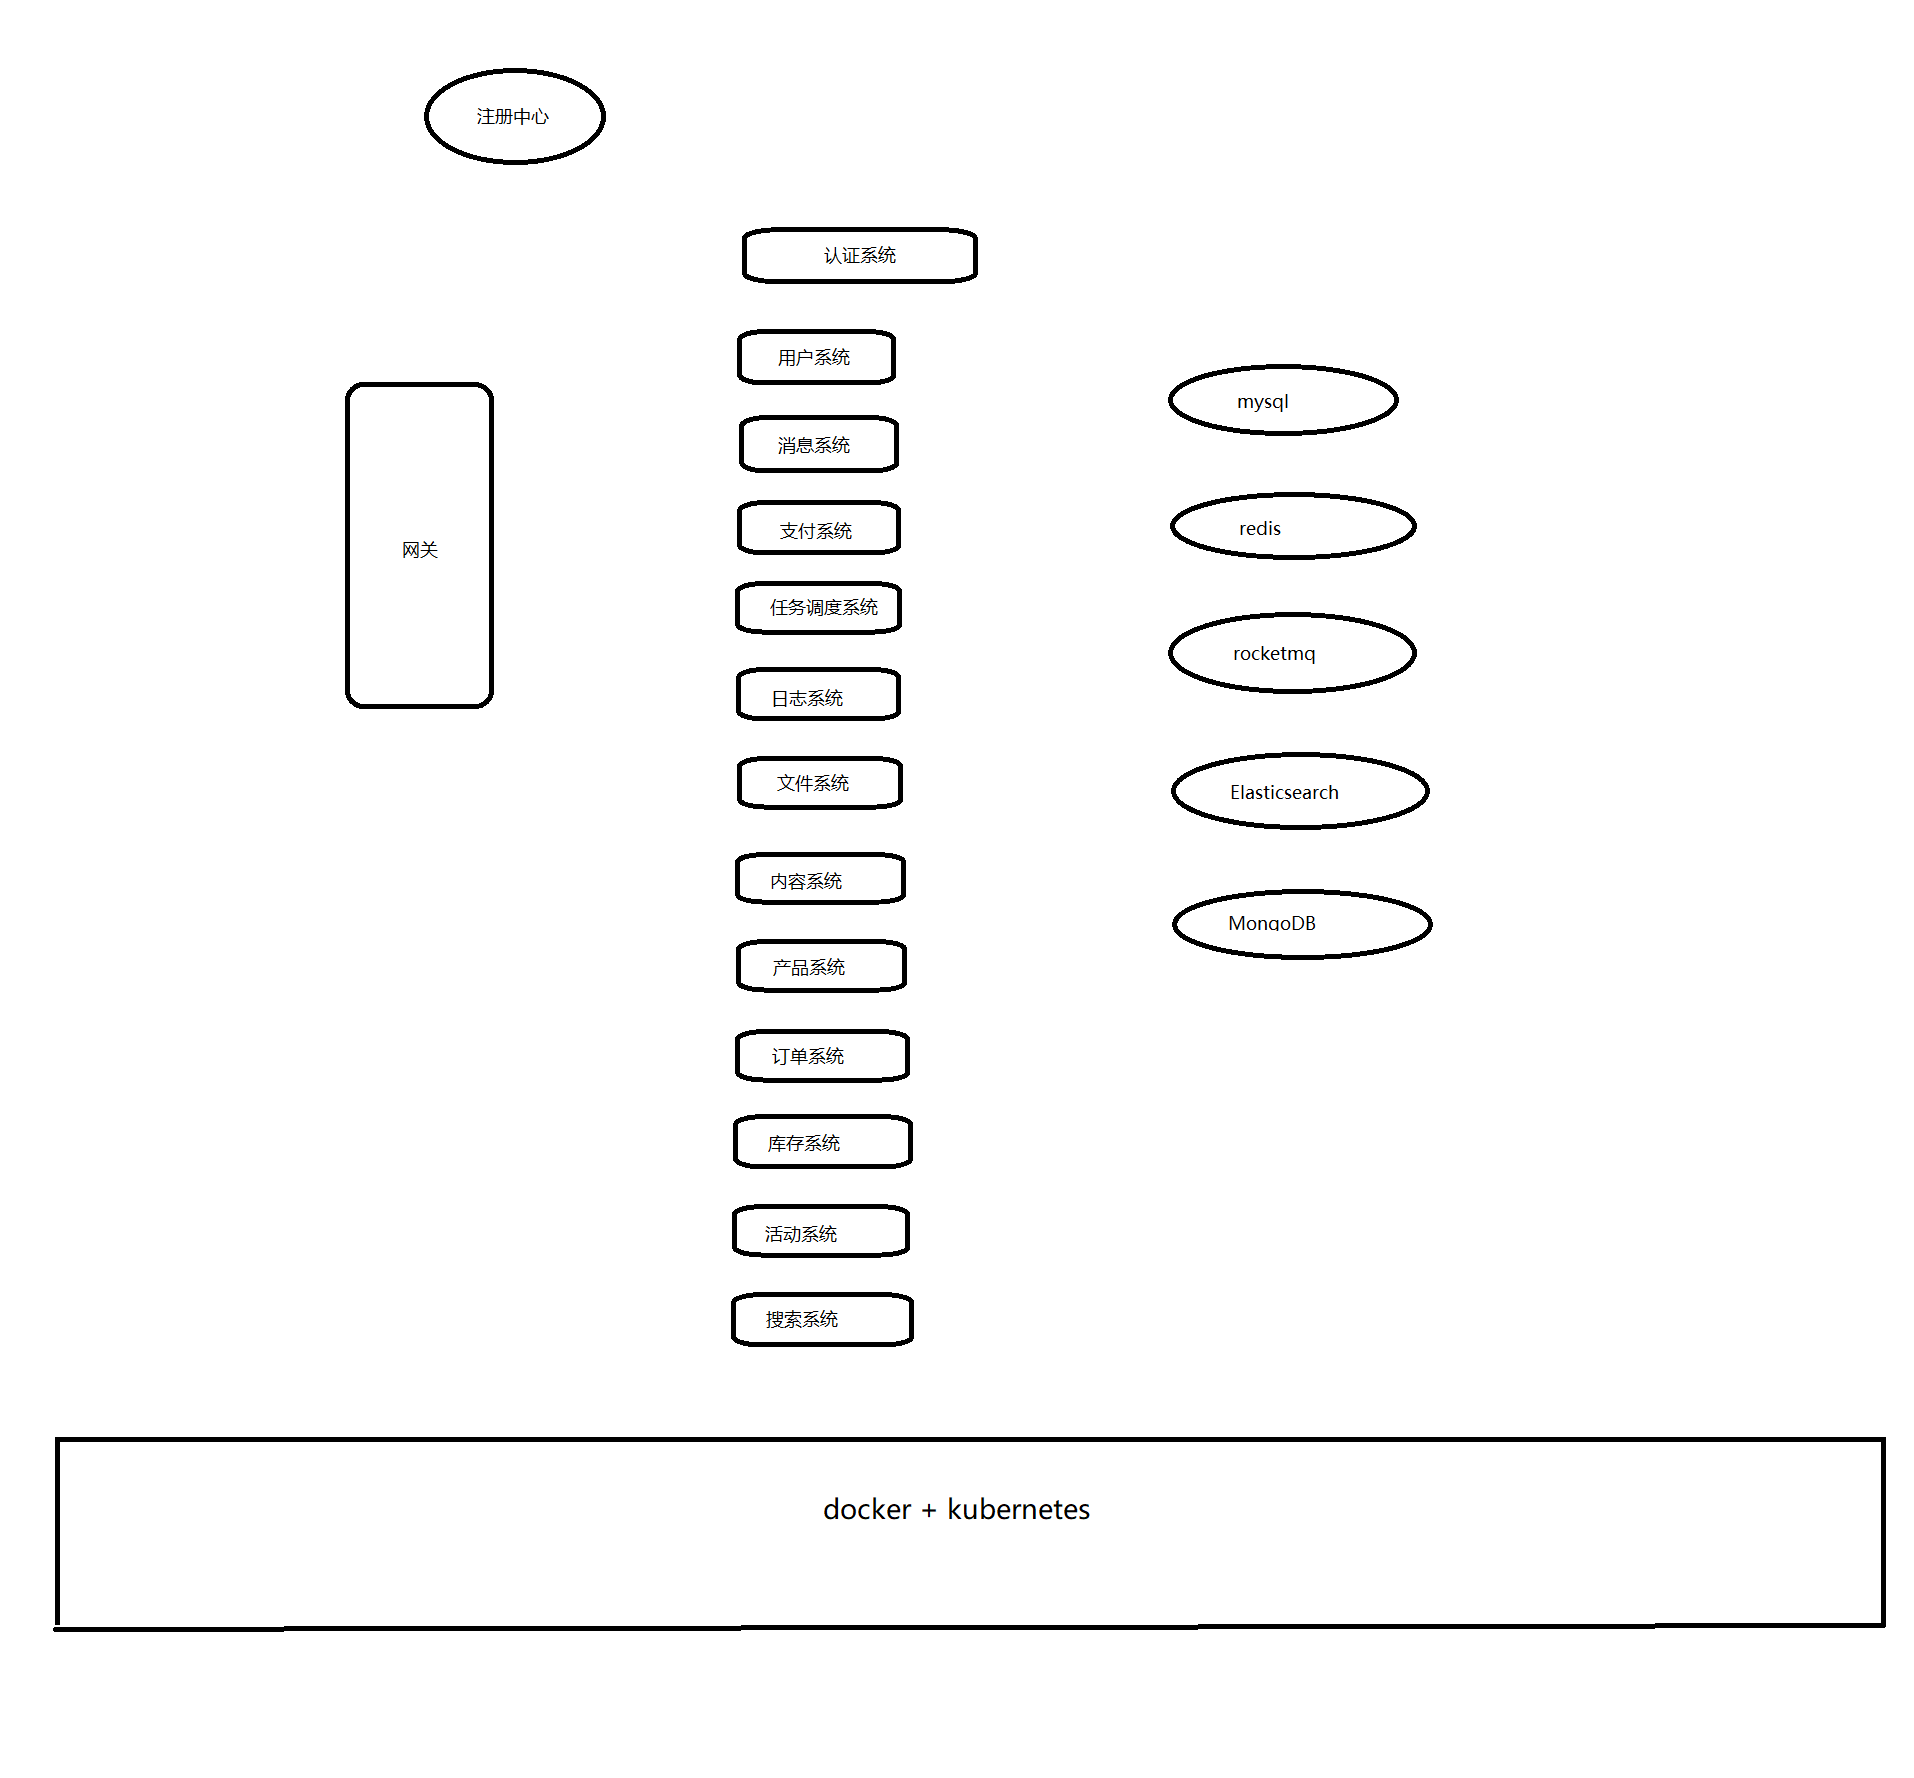 注册中心
认证系统
用户系统
消息系统
支付系统
任务调度系统
日志系统
文件系统
内容系统
产品系统
订单系统
库存系统
活动系统
搜索系统
网关
mysql
redis
rocketmq
Elasticsearch
MongoDB
docker + kubernetes